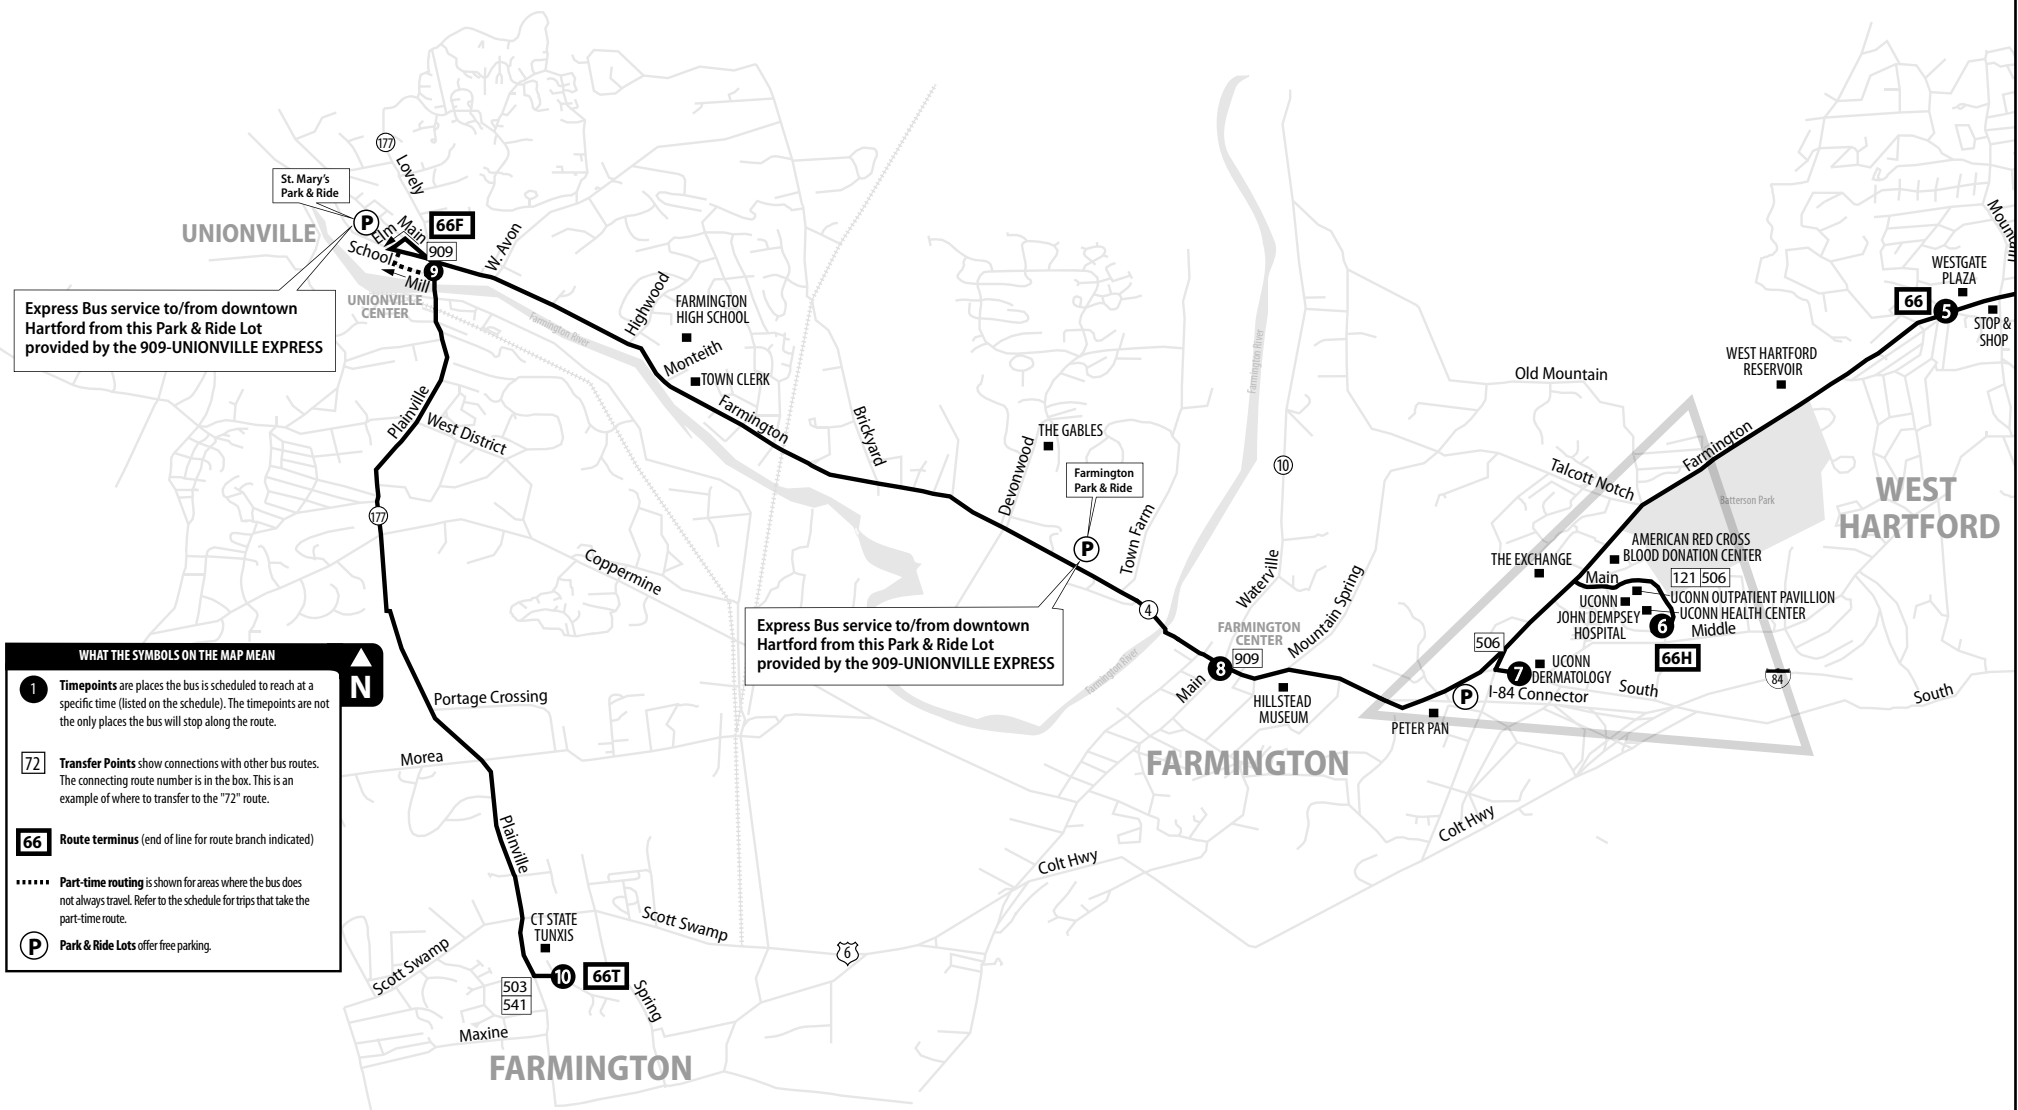 177
Lovely
St. Mary's
Park & Ride
P
UNIONVILLE
Elm
Main
66F
909
School
9
Mill
W. Avon
UNIONVILLE
CENTER
Express Bus service to/from downtown
Hartford from this Park & Ride Lot
provided by the 909-UNIONVILLE EXPRESS
Farmington River
Highwood
FARMINGTON
HIGH SCHOOL
Monteith
TOWN CLERK
Farmington
Plainville
West District
Brickyard
177
Coppermine
Devonwood
THE GABLES
Farmington
Park & Ride
P
Town Farm
4
Farmington River
10
Waterville
Mountain Spring
Express Bus service to/from downtown
Hartford from this Park & Ride Lot
provided by the 909-UNIONVILLE EXPRESS
Farmington River
FARMINGTON
CENTER
8
909
Main
HILLSTEAD
MUSEUM
FARMINGTON
PETER PAN
P
506
7
UCONN
DERMATOLOGY
I-84 Connector
South
84
South
Colt Hwy
Colt Hwy
Mountain
WESTGATE
PLAZA
66
5
STOP &
SHOP
WEST HARTFORD
RESERVOIR
Old Mountain
Farmington
Talcott Notch
Batterson Park
WEST
HARTFORD
THE EXCHANGE
AMERICAN RED CROSS
BLOOD DONATION CENTER
Main
121 506
UCONN OUTPATIENT PAVILLION
UCONN HEALTH CENTER
UCONN
JOHN DEMPSEY
HOSPITAL
6
Middle
66H
WHAT THE SYMBOLS ON THE MAP MEAN
N
1
Timepoints are places the bus is scheduled to reach at a
specific time (listed on the schedule). The timepoints are not
the only places the bus will stop along the route.
72
Transfer Points show connections with other bus routes.
The connecting route number is in the box. This is an
example of where to transfer to the "72" route.
66
Route terminus (end of line for route branch indicated)
Part-time routing is shown for areas where the bus does
not always travel. Refer to the schedule for trips that take the
part-time route.
P
Park & Ride Lots offer free parking.
Portage Crossing
Morea
Plainville
CT STATE
TUNXIS
Scott Swamp
Scott Swamp
6
10
66T
503
541
Spring
Maxine
FARMINGTON